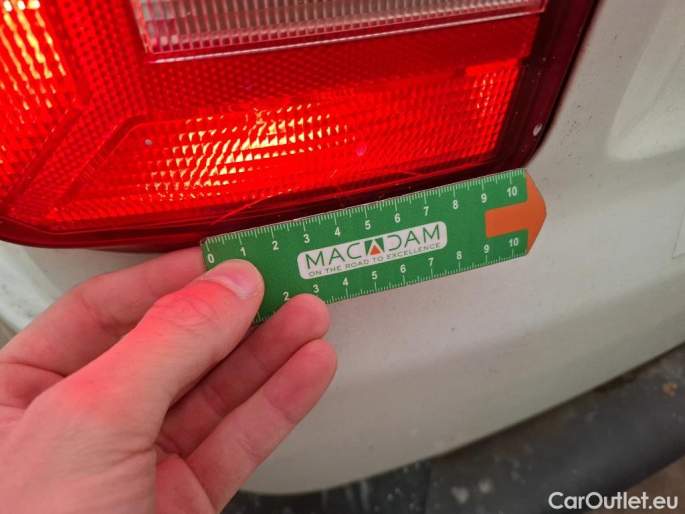 0 1 2 3 4 5 6 7 8 9 10
MACADAM
ON THE ROAD TO EXCELLENCE
2 3 4 5 6 7 8 9 10
CarOutlet.eu